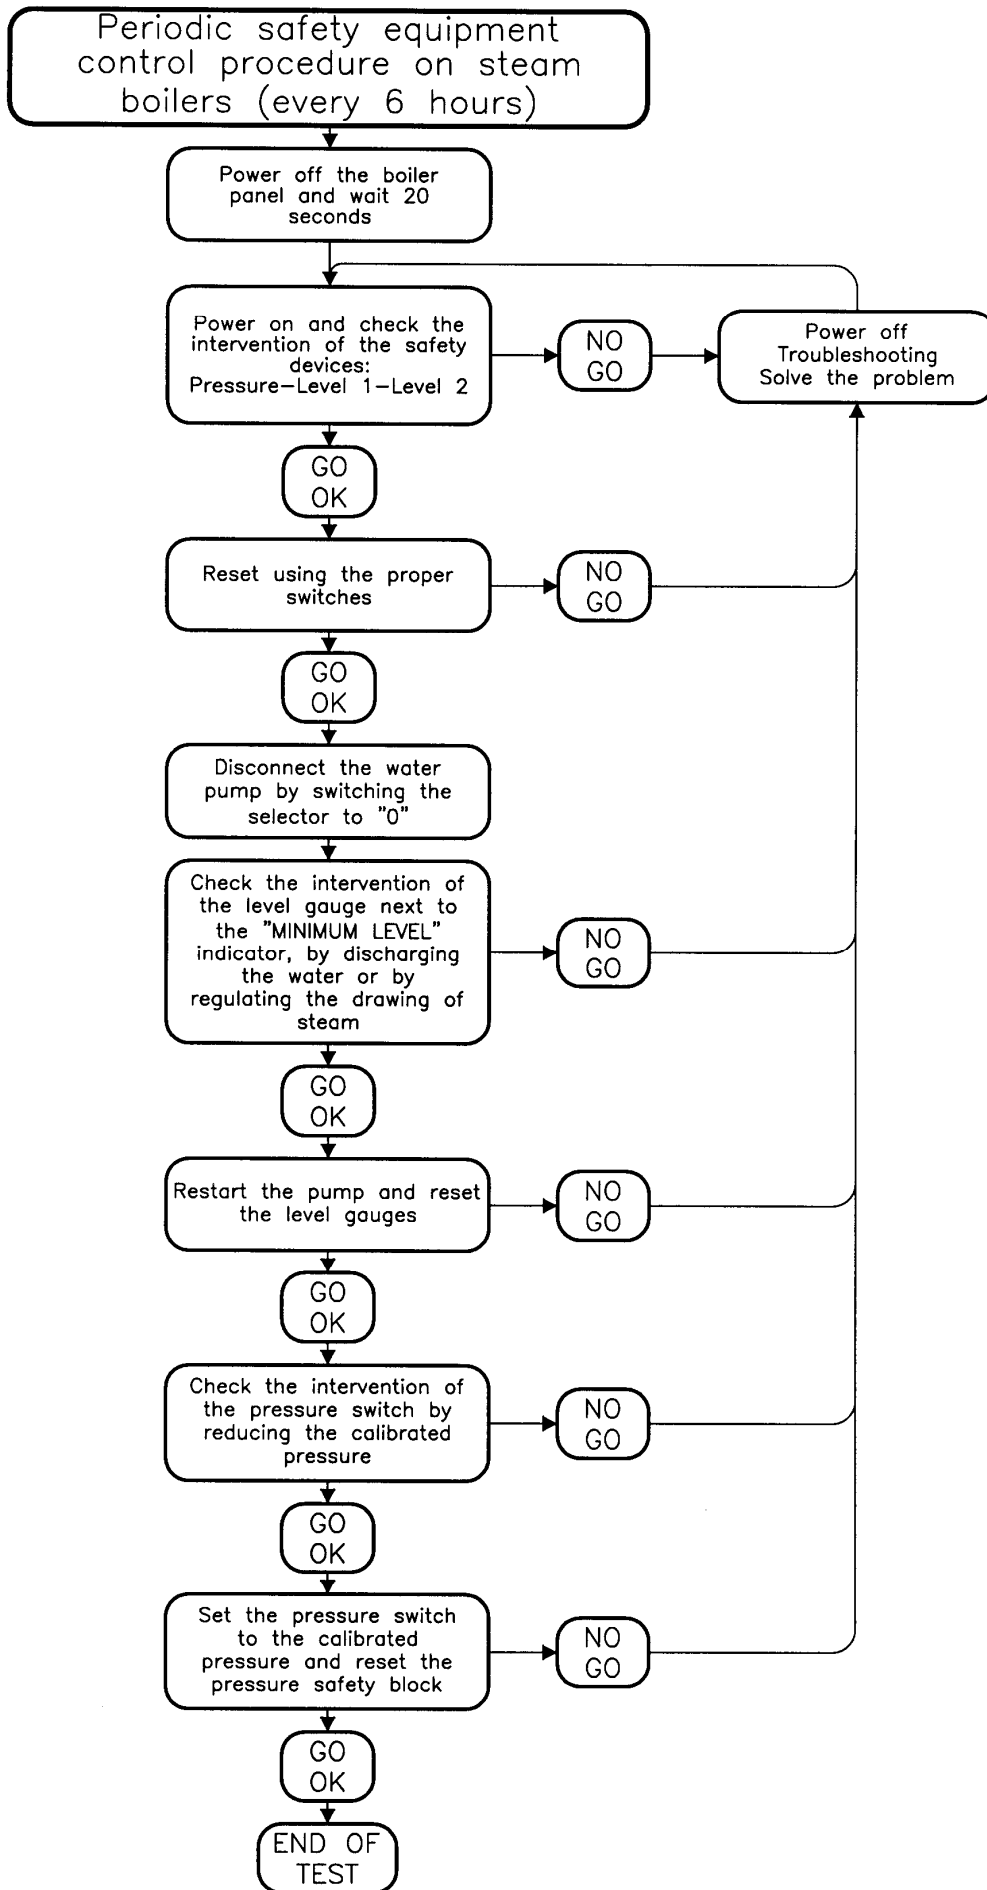 Periodic safety equipment
control procedure on steam
boilers (every 6 hours)
Power off the boiler
panel and wait 20
seconds
Power on and check the
intervention of the safety
devices:
Pressure-Level 1-Level 2
NO
GO
Power off
Troubleshooting
Solve the problem
GO
OK
Reset using the proper
switches
NO
GO
GO
OK
Disconnect the water
pump by switching the
selector to "0"
Check the intervention of
the level gauge next to
the "MINIMUM LEVEL"
indicator, by discharging
the water or by
regulating the drawing of
steam
NO
GO
GO
OK
Restart the pump and reset
the level gauges
NO
GO
GO
OK
Check the intervention of
the pressure switch by
reducing the calibrated
pressure
NO
GO
GO
OK
Set the pressure switch
to the calibrated
pressure and reset the
pressure safety block
NO
GO
GO
OK
END OF
TEST